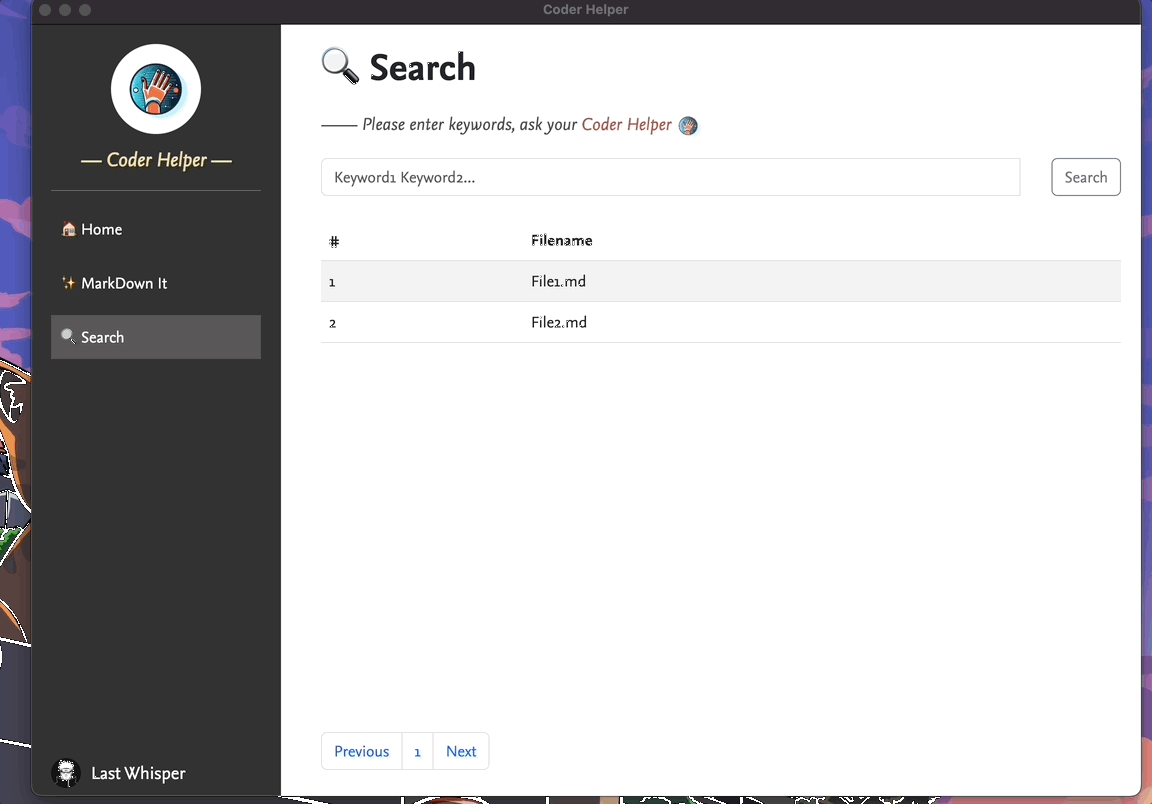 Coder Helper
— Coder Helper —
🏠 Home
✨ MarkDown It
🔍 Search
Last Whisper
🔍 Search
—— Please enter keywords, ask your Coder Helper
Keyword1 Keyword2...
Search
# Filename
1 File1.md
2 File2.md
Previous 1 Next